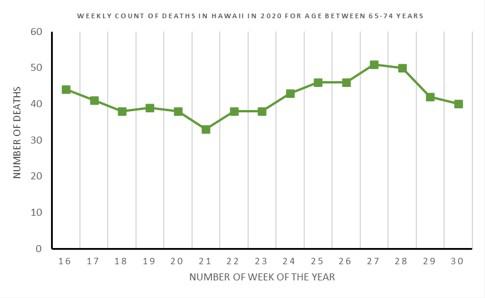 WEEKLY COUNT OF DEATHS IN HAWAII IN 2020 FOR AGE BETWEEN 65-74 YEARS
NUMBER OF DEATHS
60
50
40
30
20
10
0
16 17 18 19 20 21 22 23 24 25 26 27 28 29 30
NUMBER OF WEEK OF THE YEAR